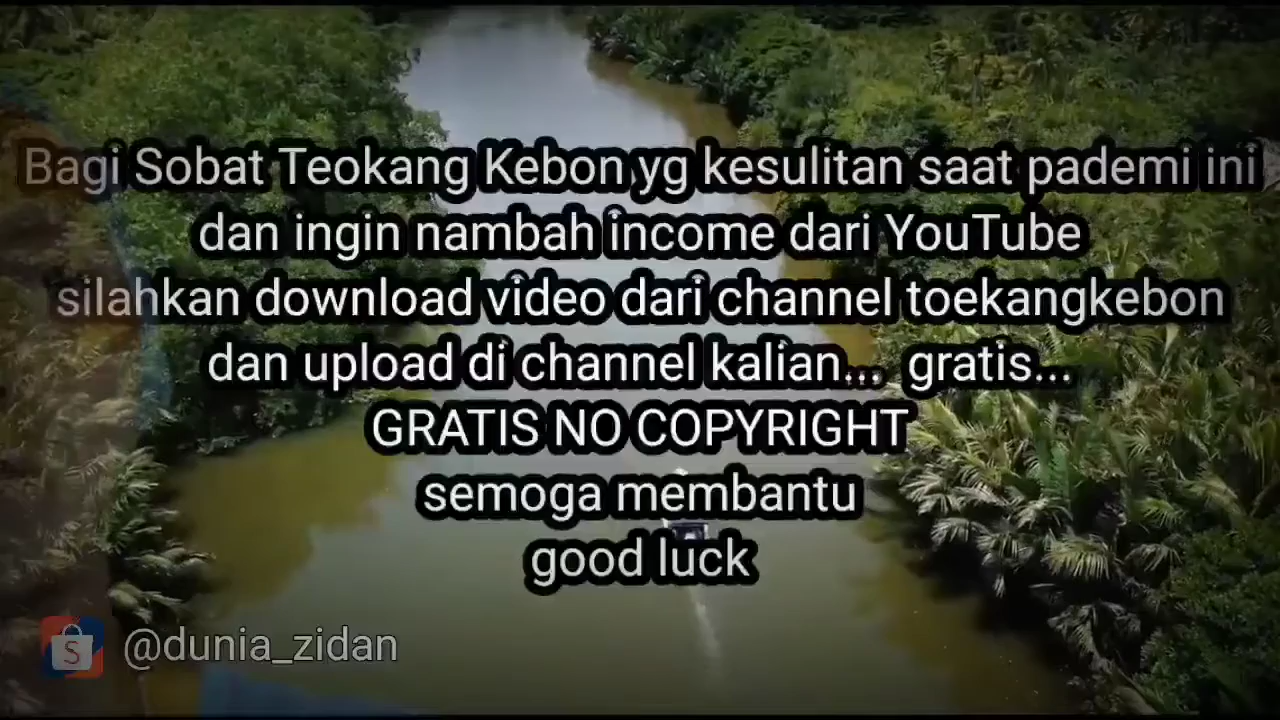 Bagi Sobat Teokang Kebon yg kesulitan saat pademi ini
dan ingin nambah income dari YouTube
silahkan download video dari channel toekangkebon
dan upload di channel kalian... gratis...
GRATIS NO COPYRIGHT
semoga membantu
good luck
S @dunia_zidan